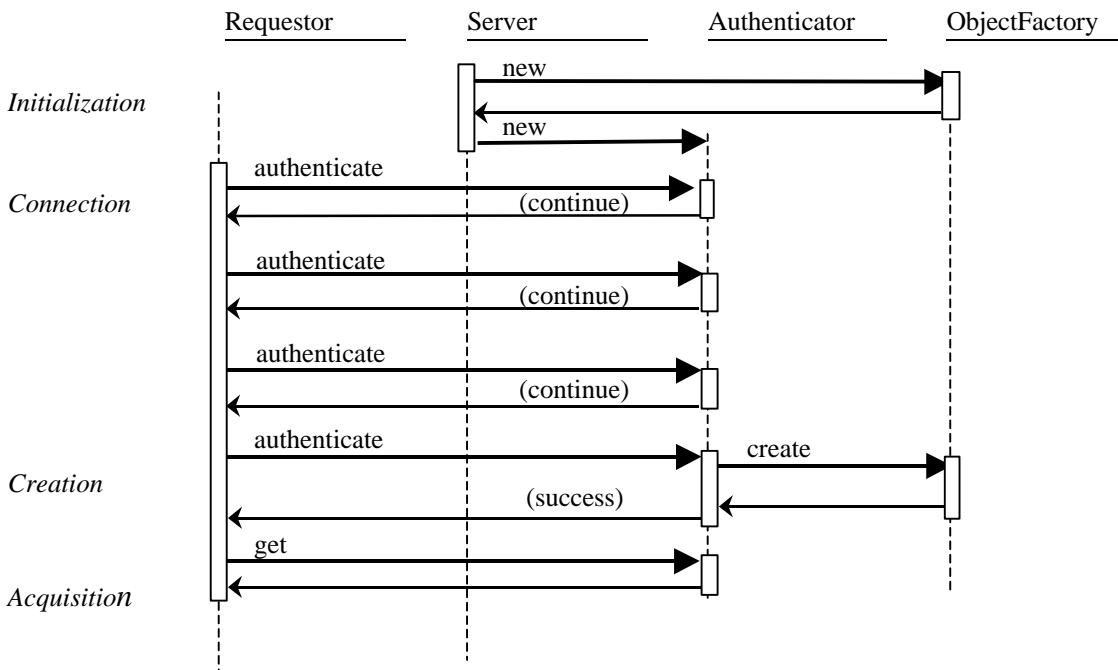 Requestor Server Authenticator ObjectFactory
new
Initialization
new
authenticate
Connection
(continue)
authenticate
(continue)
authenticate
(continue)
authenticate
create
Creation
(success)
get
Acquisition